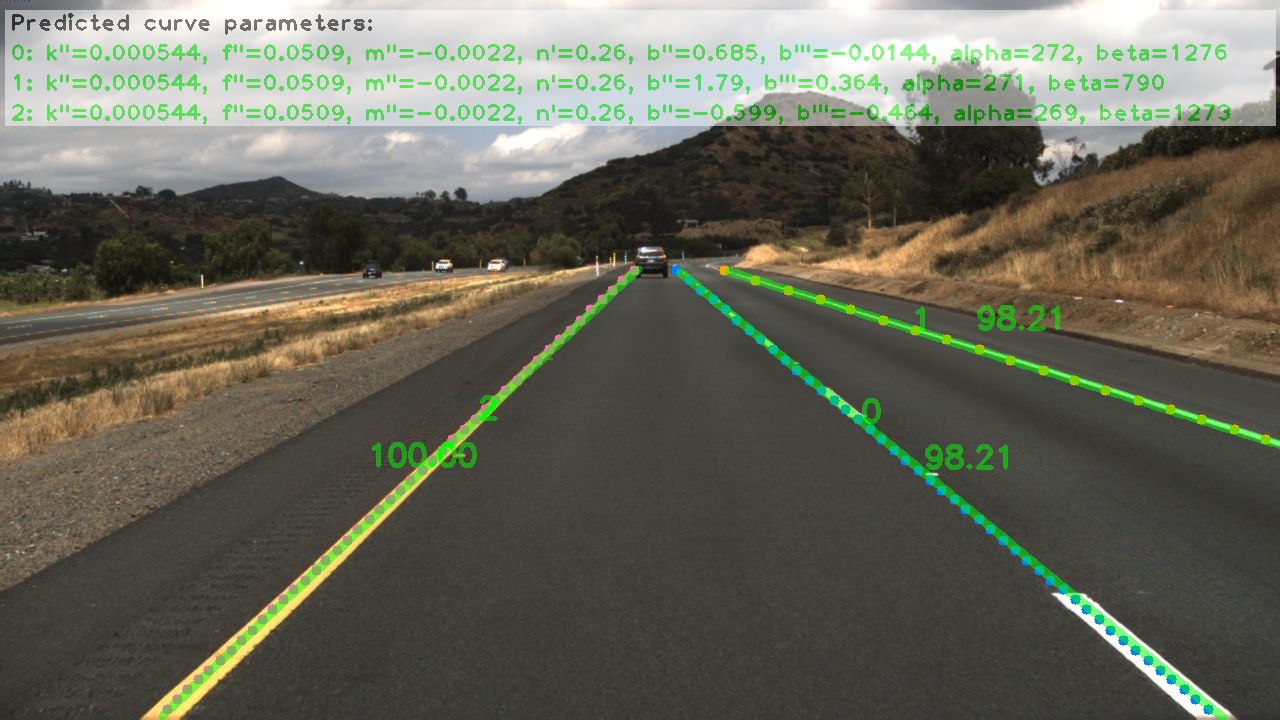 Predicted curve parameters:
0: k''=0.000544, f''=0.0509, m''=-0.0022, n'=0.26, b''=0.685, b'''=-0.0144, alpha=272, beta=1276
1: k''=0.000544, f''=0.0509, m''=-0.0022, n'=0.26, b''=1.79, b'''=0.364, alpha=271, beta=790
2: k''=0.000544, f''=0.0509, m''=-0.0022, n'=0.26, b''=-0.599, b'''=-0.464, alpha=269, beta=1273
1 98.21
2
0
100.00
98.21